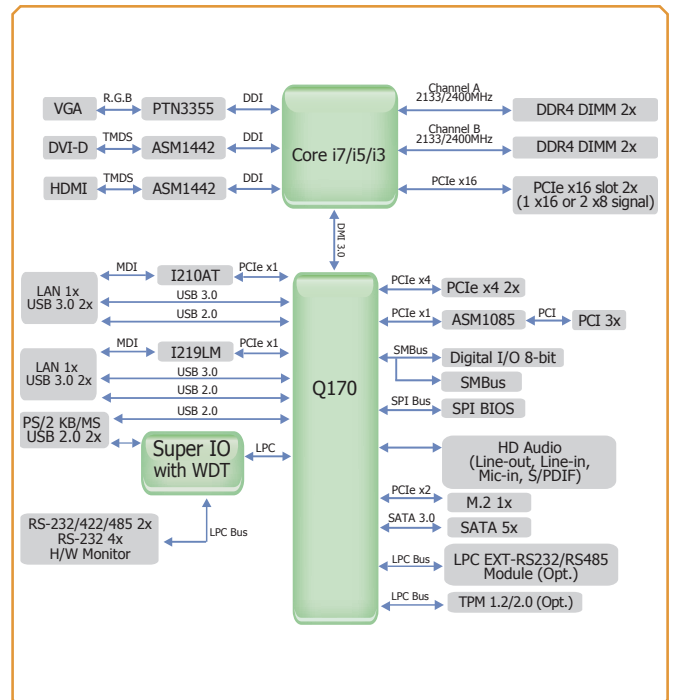 VGA
R.G.B
PTN3355
DDI
DVI-D
TMDS
ASM1442
DDI
HDMI
TMDS
ASM1442
DDI
Core i7/i5/i3
Channel A
2133/2400MHz
DDR4 DIMM 2x
Channel B
2133/2400MHz
DDR4 DIMM 2x
PCIe x16
PCIe x16 slot 2x
(1 x16 or 2 x8 signal)
DMI 3.0
LAN 1x
USB 3.0 2x
MDI
I210AT
PCIe x1
USB 3.0
USB 2.0
LAN 1x
USB 3.0 2x
MDI
I219LM
PCIe x1
USB 3.0
USB 2.0
PS/2 KB/MS
USB 2.0 2x
USB 2.0
Super IO
with WDT
LPC
RS-232/422/485 2x
RS-232 4x
H/W Monitor
LPC Bus
Q170
PCIe x4
PCIe x4 2x
PCIe x1
ASM1085
PCI
PCI 3x
SMBus
Digital I/O 8-bit
SMBus
SPI Bus
SPI BIOS
HD Audio
(Line-out, Line-in,
Mic-in, S/PDIF)
PCIe x2
M.2 1x
SATA 3.0
SATA 5x
LPC Bus
LPC EXT-RS232/RS485
Module (Opt.)
LPC Bus
TPM 1.2/2.0 (Opt.)